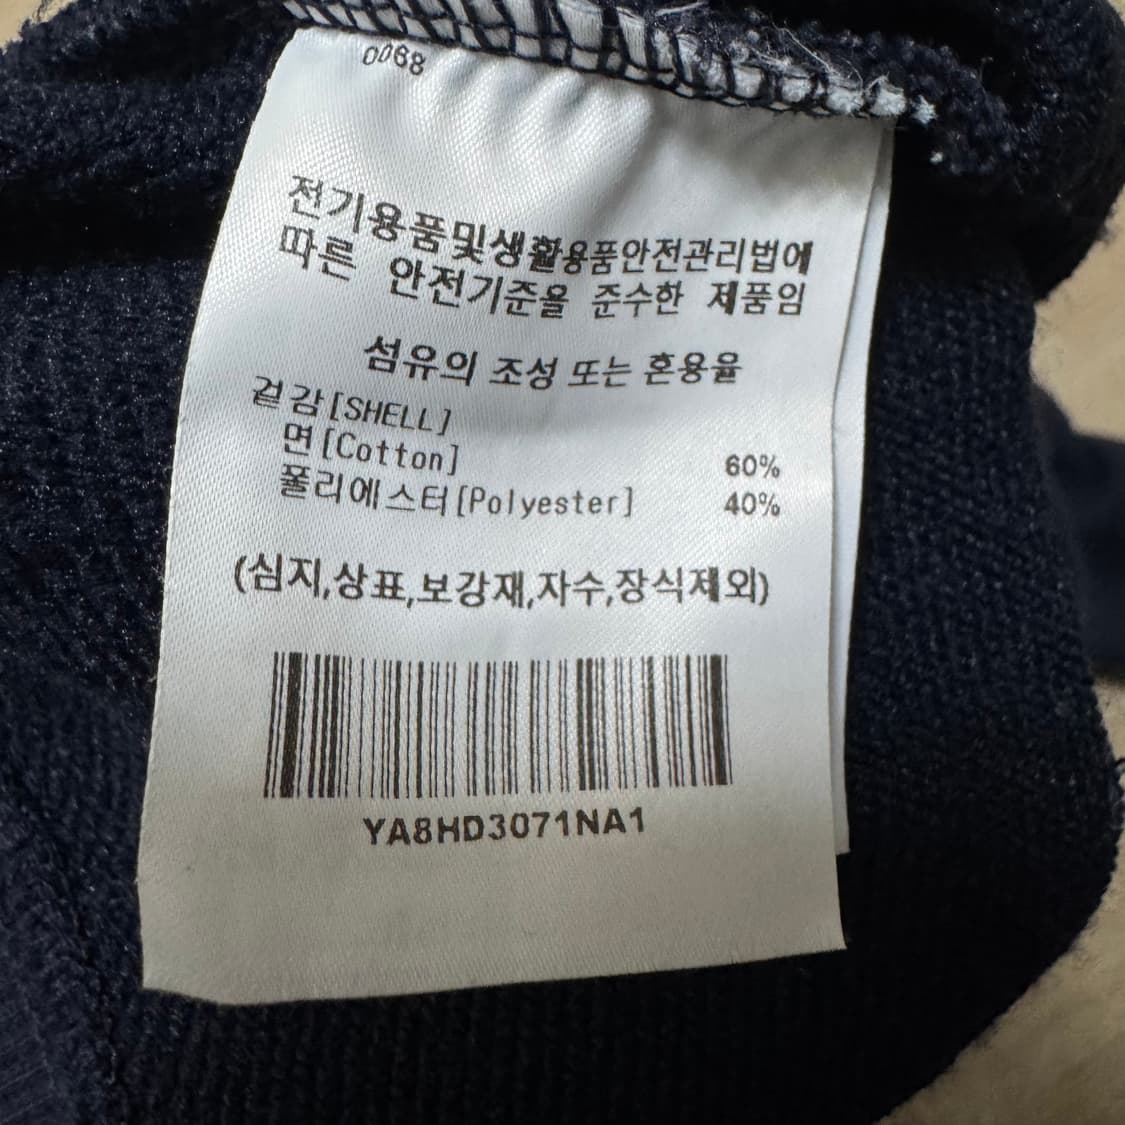 0068
전기용품및생활용품안전관리법에
따른 안전기준을 준수한 제품임
섬유의 조성 또는 혼용율
겉감[SHELL]
면[Cotton] 60%
폴리에스터[Polyester] 40%
(심지,상표,보강재,자수,장식제외)
YA8HD3071NA1